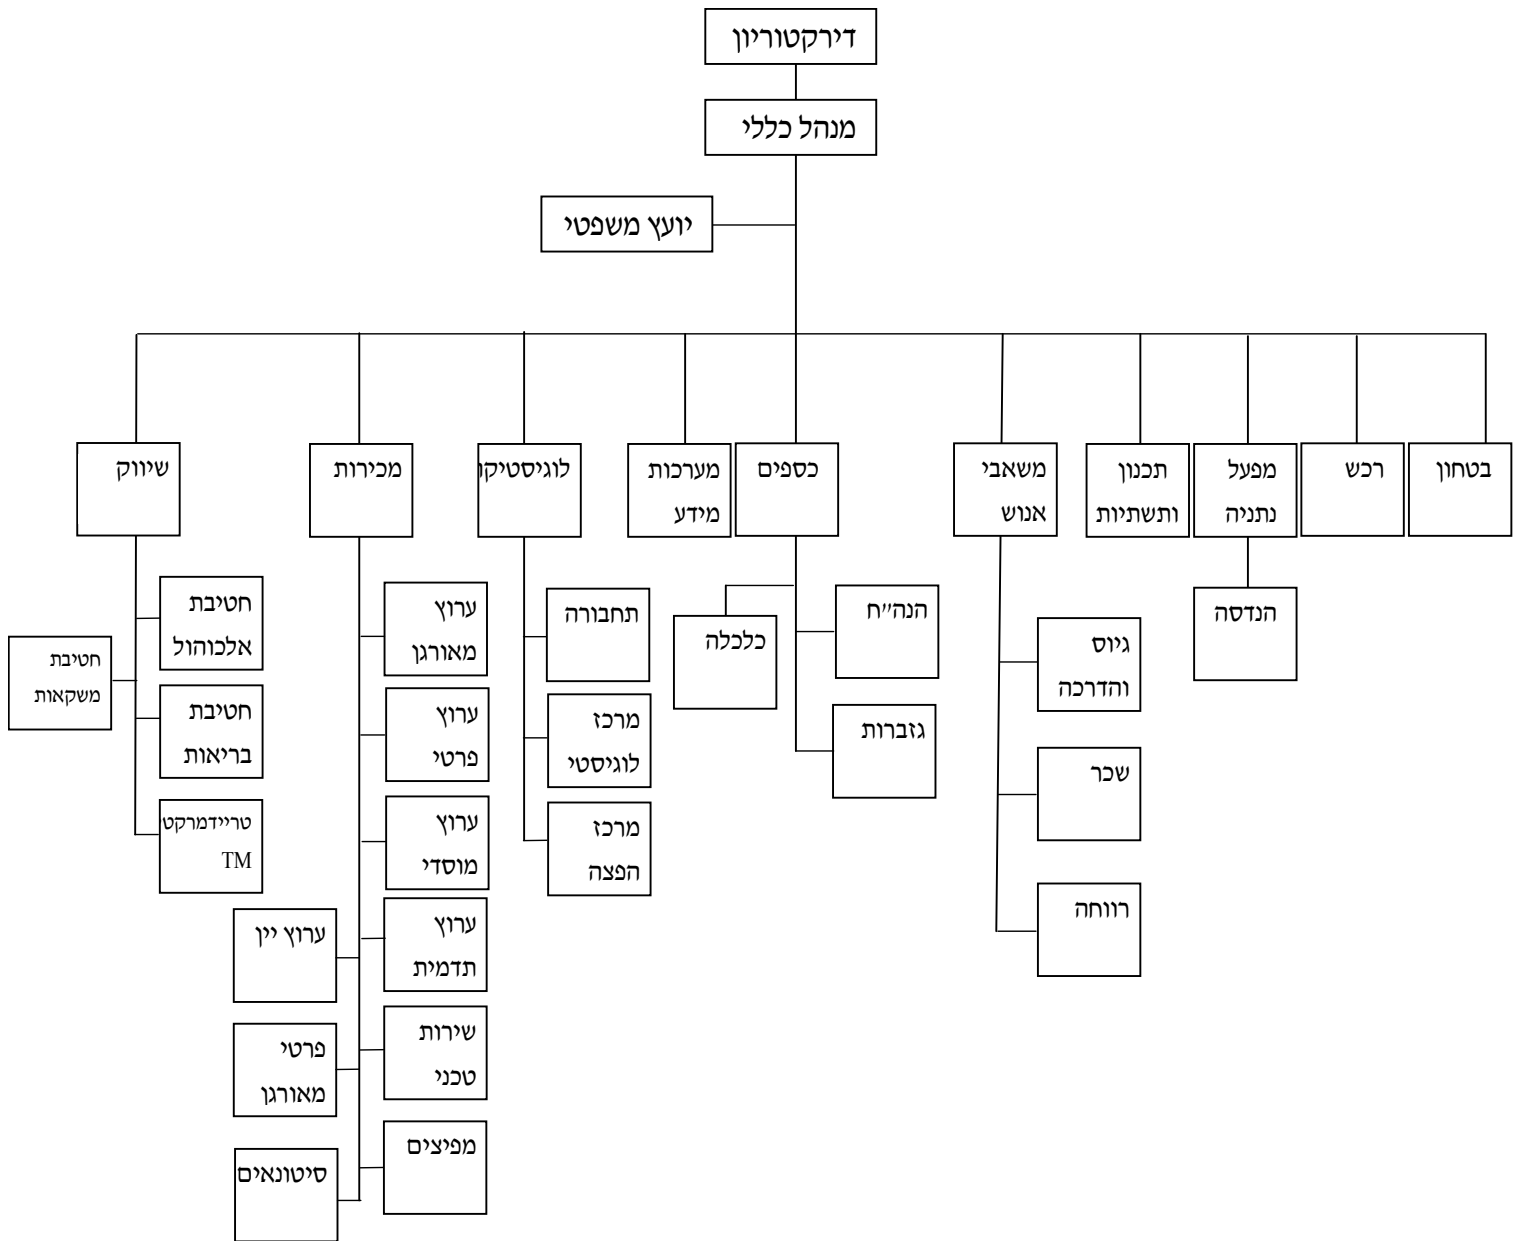 דירקטוריון
מנהל כללי
יועץ משפטי
בטחון
רכש
מפעל
נתניה
תכנון
ותשתיות
משאבי
אנוש
כספים
מערכות
מידע
לוגיסטיקו
מכירות
שיווק
הנדסה
גיוס
והדרכה
שכר
רווחה
הנה״ח
כלכלה
גזברות
תחבורה
מרכז
לוגיסטי
מרכז
הפצה
ערוץ
מאורגן
ערוץ
פרטי
ערוץ
מוסדי
ערוץ
תדמית
ערוץ יין
שירות
טכני
פרטי
מאורגן
מפיצים
סיטונאים
חטיבת
אלכוהול
חטיבת
משקאות
חטיבת
בריאות
טריידמרקט
TM